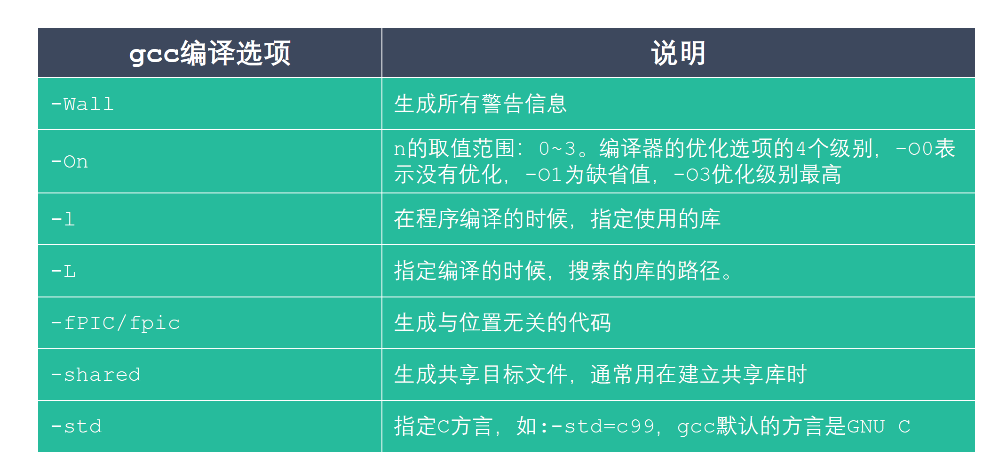 gcc编译选项 说明
-Wall 生成所有警告信息
-On n的取值范围：0~3。编译器的优化选项的4个级别，-O0表
示没有优化，-O1为缺省值，-O3优化级别最高
-l 在程序编译的时候，指定使用的库
-L 指定编译的时候，搜索的库的路径。
-fPIC/fpic 生成与位置无关的代码
-shared 生成共享目标文件，通常用在建立共享库时
-std 指定C方言，如:-std=c99，gcc默认的方言是GNU C